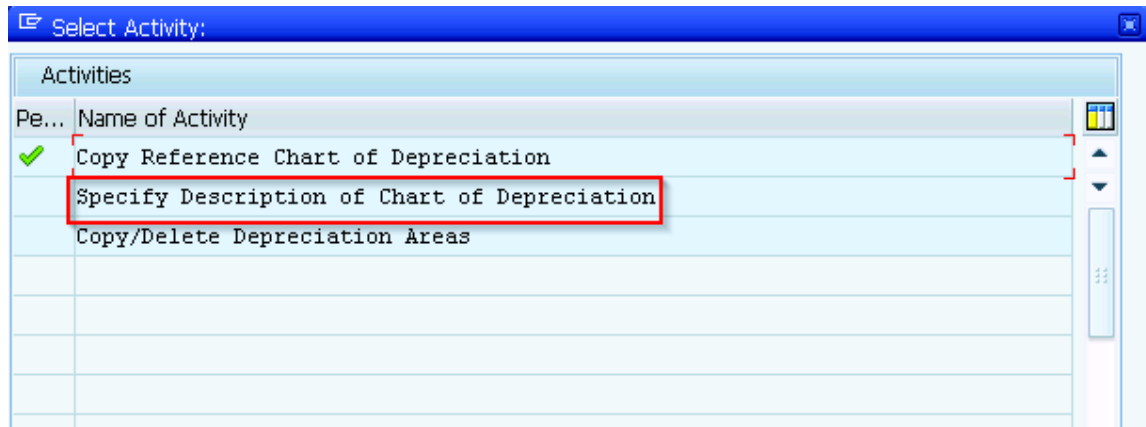 Select Activity:
Activities
Pe... Name of Activity
Copy Reference Chart of Depreciation
Specify Description of Chart of Depreciation
Copy/Delete Depreciation Areas